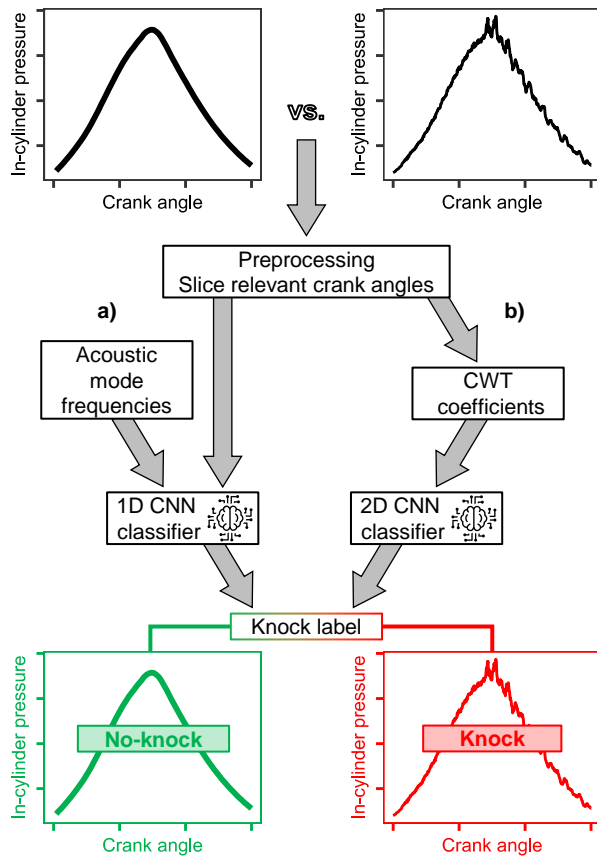 In-cylinder pressure
Crank angle
vs.
In-cylinder pressure
Crank angle
Preprocessing
Slice relevant crank angles
a)
b)
Acoustic
mode
frequencies
CWT
coefficients
1D CNN
classifier
2D CNN
classifier
Knock label
In-cylinder pressure
No-knock
Crank angle
In-cylinder pressure
Knock
Crank angle